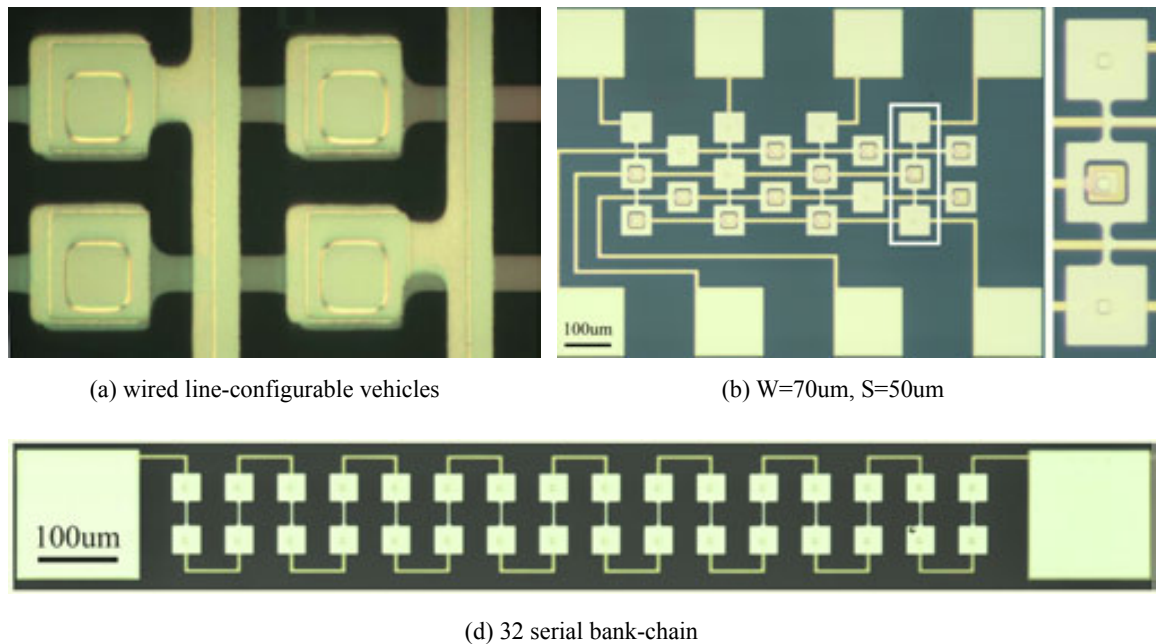 100um
(a) wired line-configurable vehicles
(b) W=70um, S=50um
100um
(d) 32 serial bank-chain